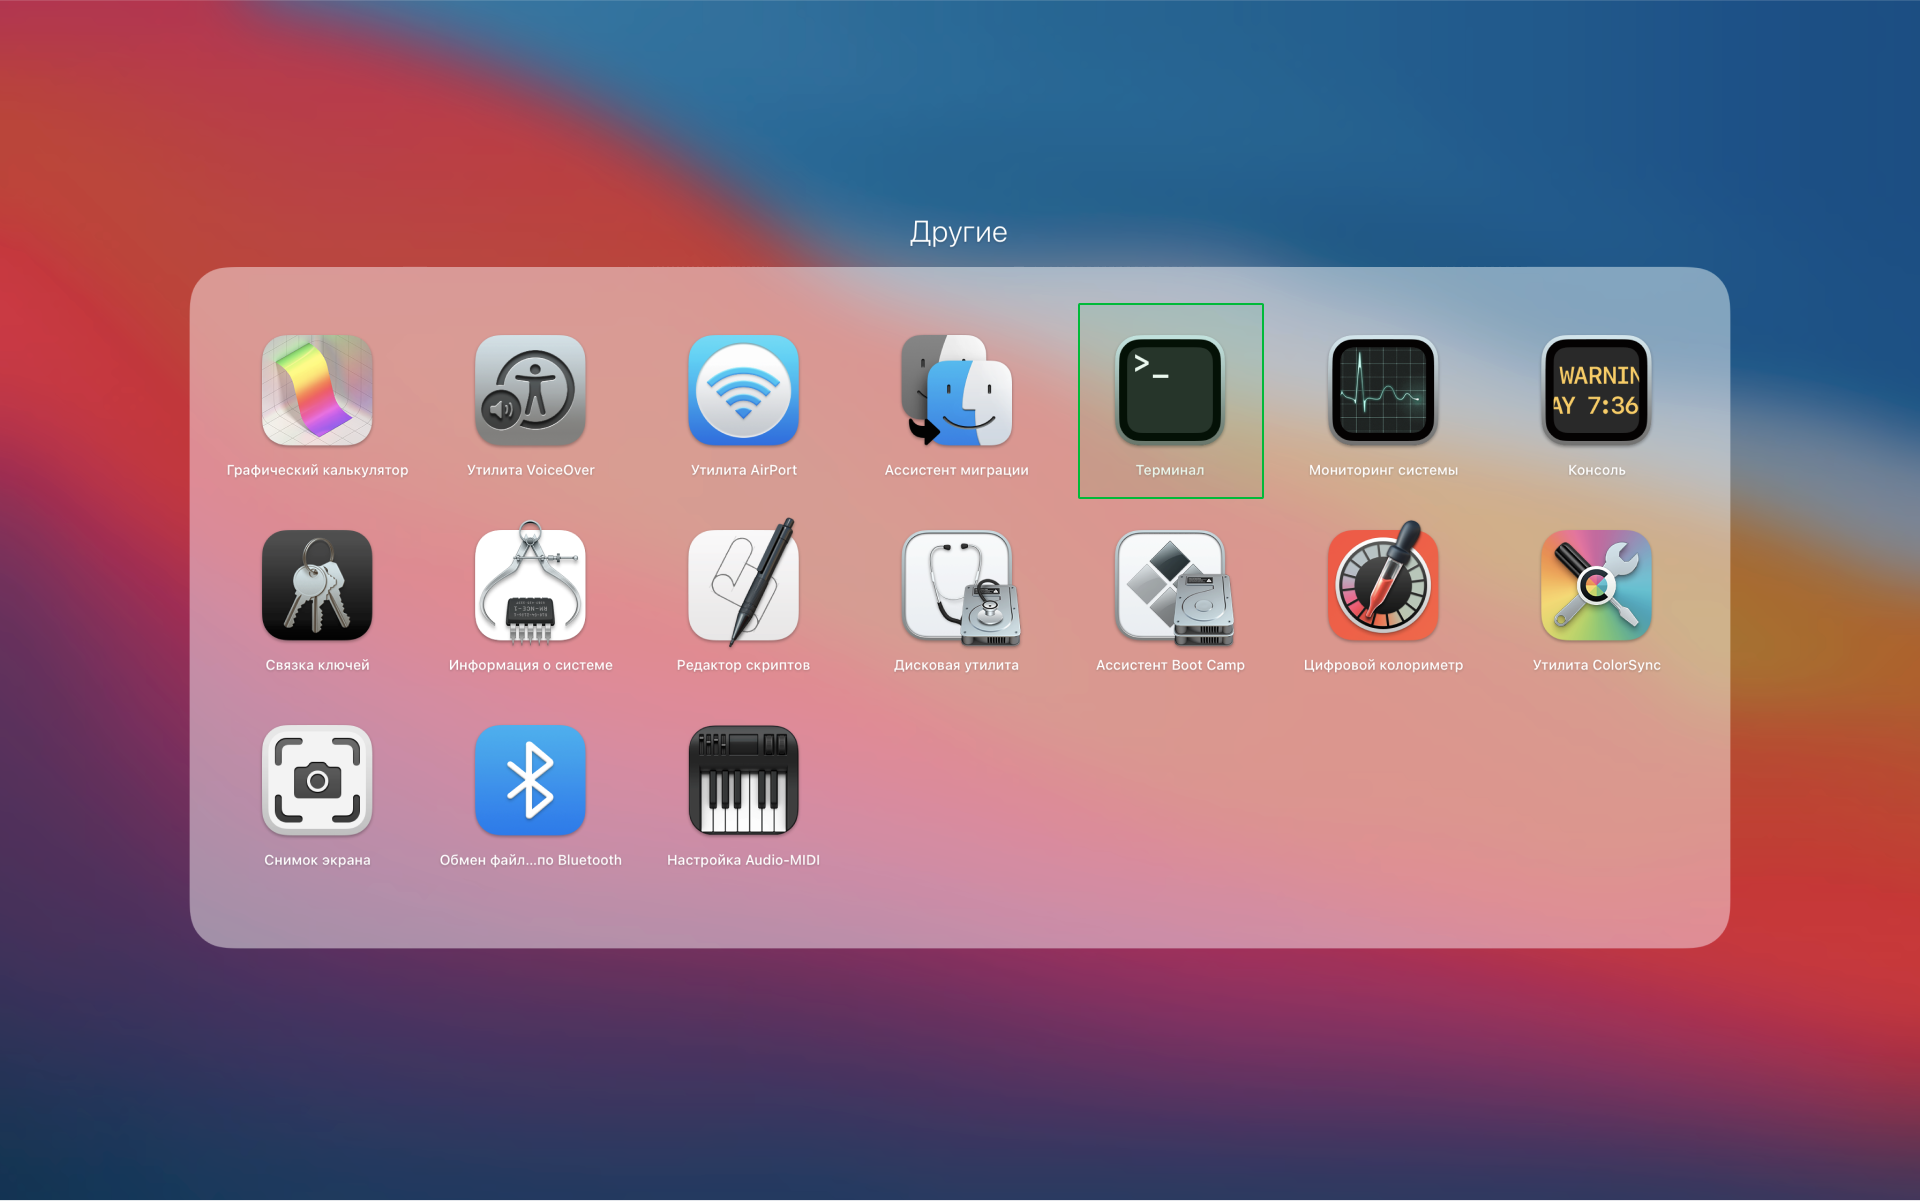 Другие
Графический калькулятор
Утилита VoiceOver
Утилита AirPort
Ассистент миграции
>_
Терминал
Мониторинг системы
WARNIN
AY 7:36
Консоль
Связка ключей
Информация о системе
Редактор скриптов
Дисковая утилита
Ассистент Boot Camp
Цифровой колориметр
Утилита ColorSync
Снимок экрана
Обмен файл...по Bluetooth
Настройка Audio-MIDI